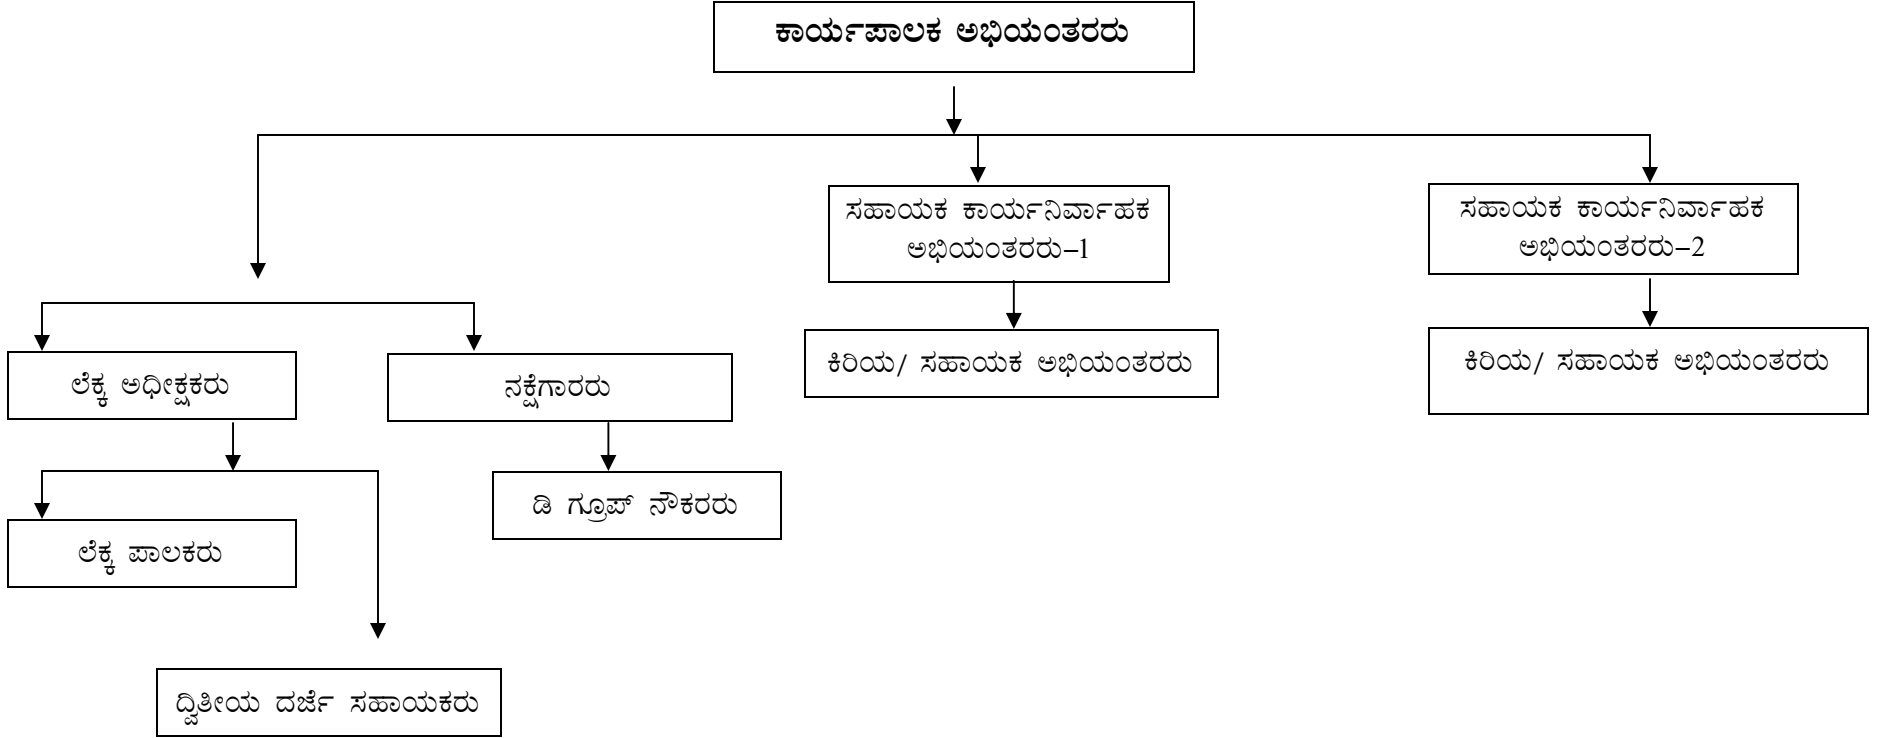 ಕಾರ್ಯಪಾಲಕ ಅಭಿಯಂತರರು
ಸಹಾಯಕ ಕಾರ್ಯನಿರ್ವಾಹಕ
ಅಭಿಯಂತರರು–1
ಸಹಾಯಕ ಕಾರ್ಯನಿರ್ವಾಹಕ
ಅಭಿಯಂತರರು–2
ಲೆಕ್ಕ ಅಧೀಕ್ಷಕರು
ನಕ್ಷೆಗಾರರು
ಕಿರಿಯ/ ಸಹಾಯಕ ಅಭಿಯಂತರರು
ಕಿರಿಯ/ ಸಹಾಯಕ ಅಭಿಯಂತರರು
ಲೆಕ್ಕ ಪಾಲಕರು
ಡಿ ಗ್ರೂಪ್ ನೌಕರರು
ದ್ವಿತೀಯ ದರ್ಜೆ ಸಹಾಯಕರು